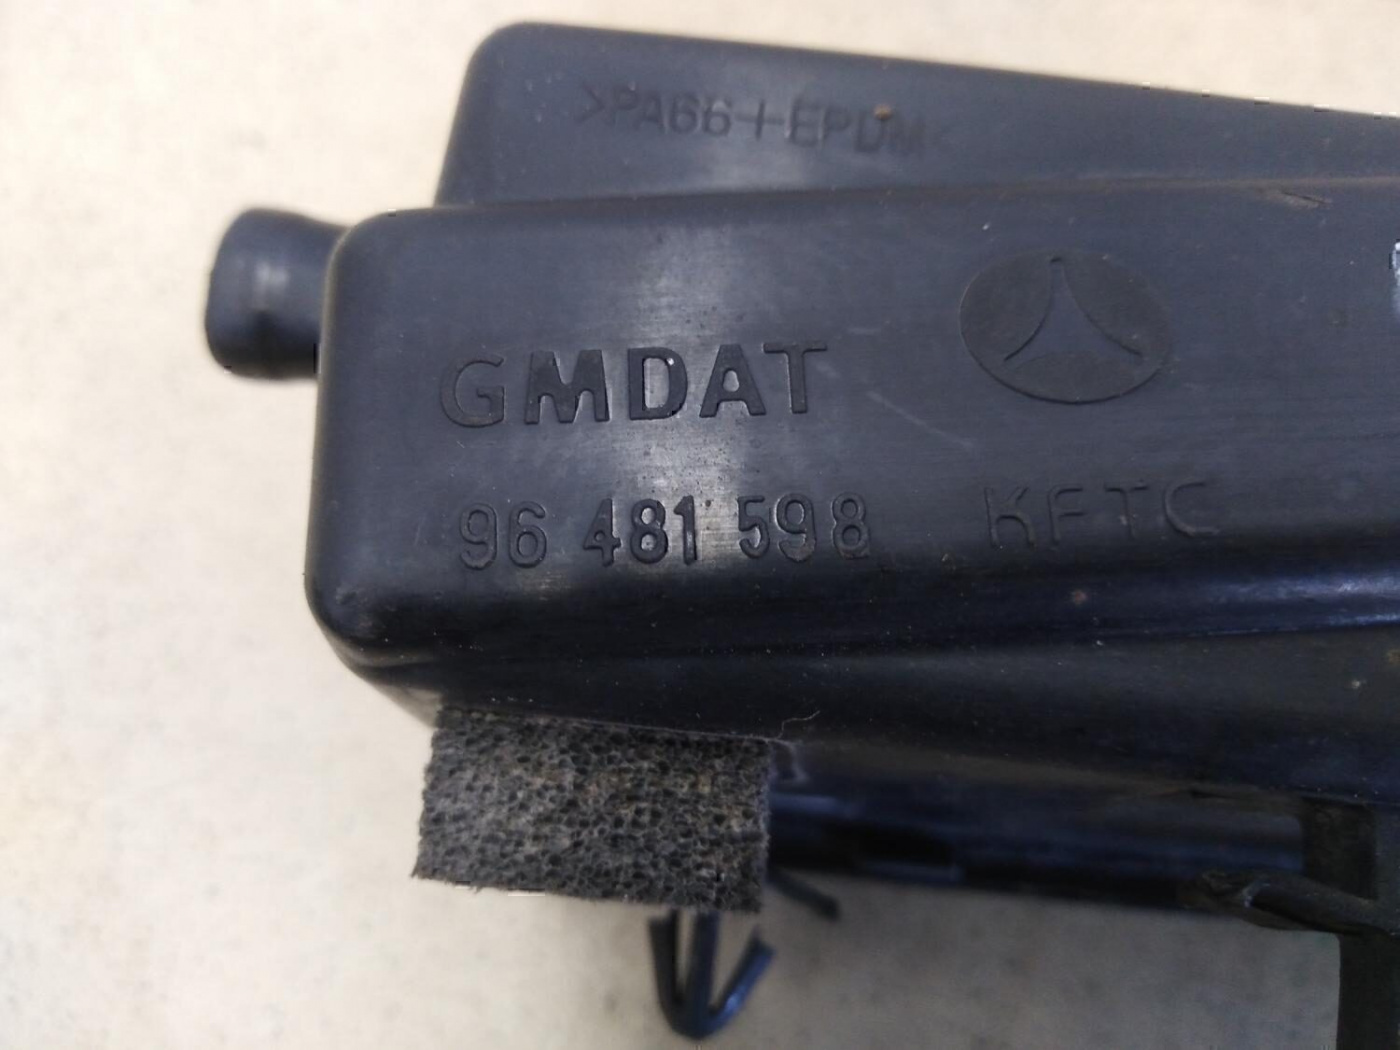 >PA66+EPDM<
GMDAT
96 481 598
KFTC